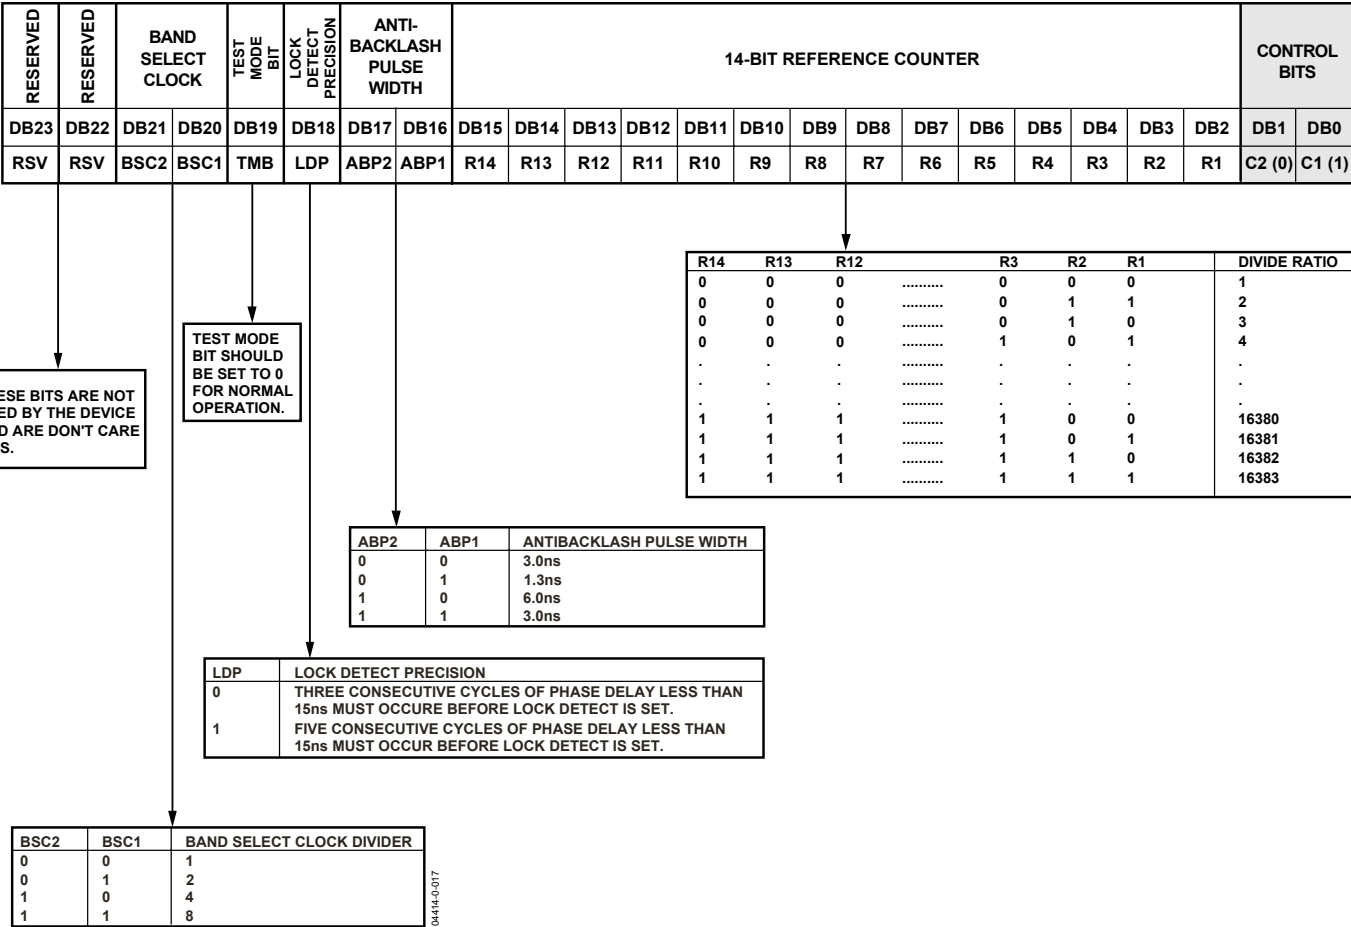 RESERVED
RESERVED
BAND SELECT CLOCK
TEST MODE BIT
LOCK DETECT PRECISION
ANTI-BACKLASH PULSE WIDTH
14-BIT REFERENCE COUNTER
CONTROL BITS
DB23 DB22 DB21 DB20 DB19 DB18 DB17 DB16 DB15 DB14 DB13 DB12 DB11 DB10 DB9 DB8 DB7 DB6 DB5 DB4 DB3 DB2 DB1 DB0
RSV RSV BSC2 BSC1 TMB LDP ABP2 ABP1 R14 R13 R12 R11 R10 R9 R8 R7 R6 R5 R4 R3 R2 R1 C2 (0) C1 (1)
R14 R13 R12 R3 R2 R1 DIVIDE RATIO
0 0 0 .......... 0 0 0 1
0 0 0 .......... 0 1 1 2
0 0 0 .......... 0 1 0 3
0 0 0 .......... 1 0 1 4
. . . .......... . . . .
. . . .......... . . . .
. . . .......... . . . .
1 1 1 .......... 1 0 0 16380
1 1 1 .......... 1 0 1 16381
1 1 1 .......... 1 1 0 16382
1 1 1 .......... 1 1 1 16383
TEST MODE
BIT SHOULD
BE SET TO 0
FOR NORMAL
OPERATION.
ESE BITS ARE NOT
ED BY THE DEVICE
D ARE DON'T CARE
S.
ABP2 ABP1 ANTIBACKLASH PULSE WIDTH
0 0 3.0ns
0 1 1.3ns
1 0 6.0ns
1 1 3.0ns
LDP LOCK DETECT PRECISION
0 THREE CONSECUTIVE CYCLES OF PHASE DELAY LESS THAN
15ns MUST OCCURE BEFORE LOCK DETECT IS SET.
1 FIVE CONSECUTIVE CYCLES OF PHASE DELAY LESS THAN
15ns MUST OCCUR BEFORE LOCK DETECT IS SET.
BSC2 BSC1 BAND SELECT CLOCK DIVIDER
0 0 1
0 1 2
1 0 4
1 1 8
04414-0-017